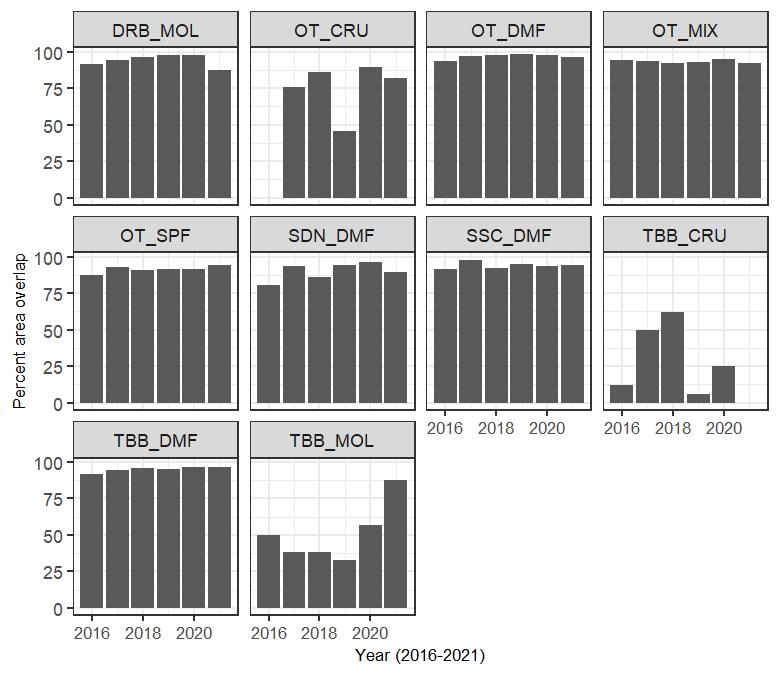 DRB_MOL OT_CRU OT_DMF OT_MIX
100
75
50
25
0
OT_SPF SDN_DMF SSC_DMF TBB_CRU
100
75
50
25
0
2016 2018 2020 2016 2018 2020
TBB_DMF TBB_MOL
100
75
50
25
0
2016 2018 2020 2016 2018 2020
Percent area overlap
Year (2016-2021)